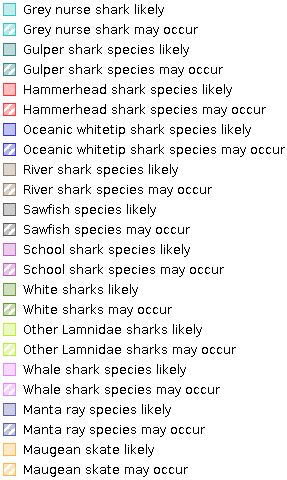 Grey nurse shark likely
Grey nurse shark may occur
Gulper shark species likely
Gulper shark species may occur
Hammerhead shark species likely
Hammerhead shark species may occur
Oceanic whitetip shark species likely
Oceanic whitetip shark species may occur
River shark species likely
River shark species may occur
Sawfish species likely
Sawfish species may occur
School shark species likely
School shark species may occur
White sharks likely
White sharks may occur
Other Lamnidae sharks likely
Other Lamnidae sharks may occur
Whale shark species likely
Whale shark species may occur
Manta ray species likely
Manta ray species may occur
Maugean skate likely
Maugean skate may occur